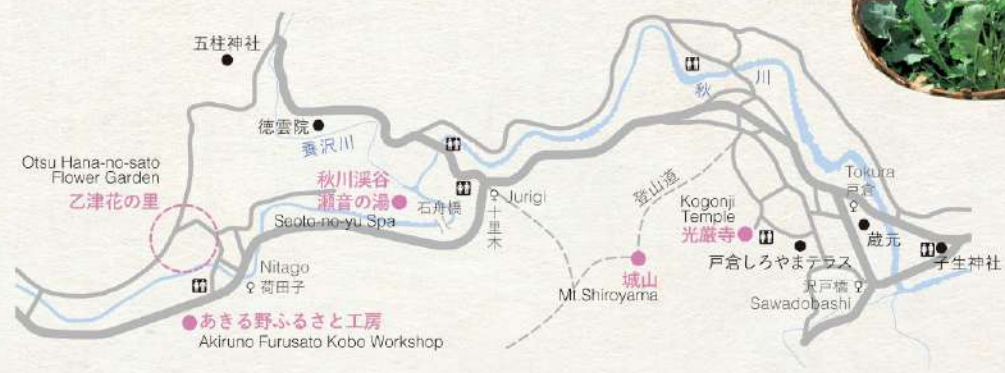 五柱神社
徳雲院
養沢川
Otsu Hana-no-sato
Flower Garden
乙津花の里
秋川渓谷
瀬音の湯
Seoto-no-yu Spa
石舟橋
Jurigi
十里木
Nitago
荷田子
あきる野ふるさと工房
Akiruno Furusato Kobo Workshop
秋川
登山道
城山
Mt.Shiroyama
Kogonji
Temple
光厳寺
戸倉しろやまテラス
Tokura
戸倉
蔵元
子生神社
沢戸橋
Sawadobashi